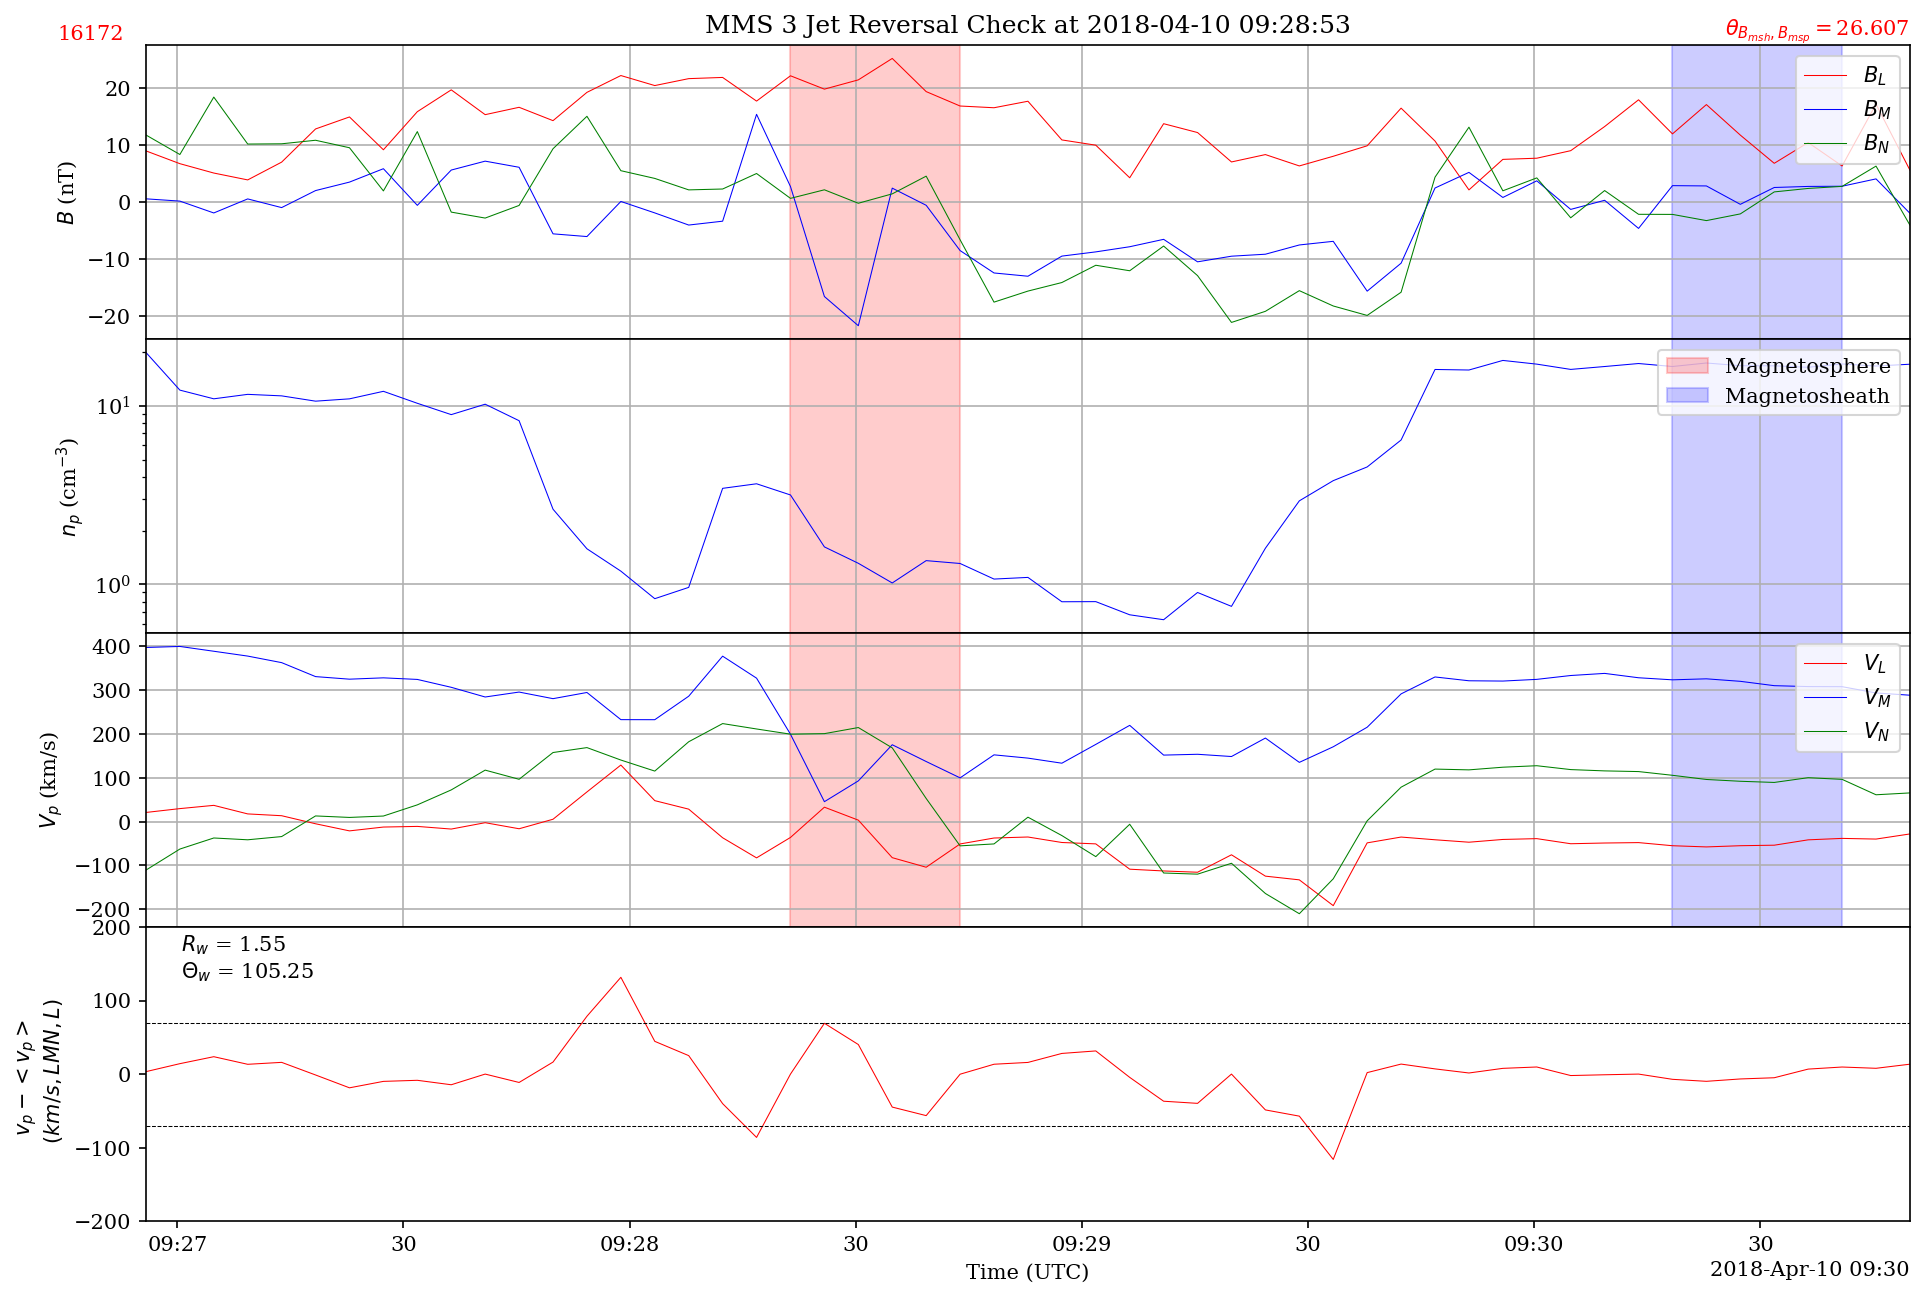 16172
MMS 3 Jet Reversal Check at 2018-04-10 09:28:53
θ_{B_{msh}, B_{msp}} = 26.607
B (nT)
20
10
0
−10
−20
B_L
B_M
B_N
n_p (cm^{−3})
10^1
10^0
Magnetosphere
Magnetosheath
V_p (km/s)
400
300
200
100
0
−100
−200
V_L
V_M
V_N
v_p − < v_p >
(km/s, LMN, L)
200
100
0
−100
−200
R_w = 1.55
Θ_w = 105.25
09:27
30
09:28
30
09:29
30
09:30
30
Time (UTC)
2018-Apr-10 09:30